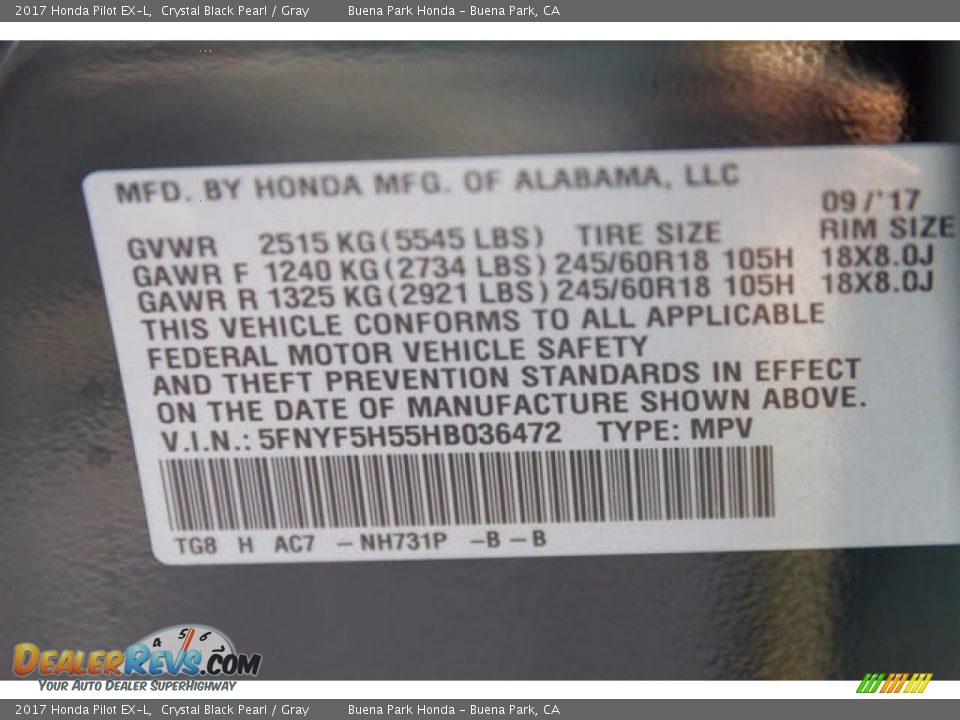 2017 Honda Pilot EX-L, Crystal Black Pearl / Gray Buena Park Honda - Buena Park, CA
MFD. BY HONDA MFG. OF ALABAMA, LLC
09/'17
GVWR 2515 KG (5545 LBS) TIRE SIZE RIM SIZE
GAWR F 1240 KG (2734 LBS) 245/60R18 105H 18X8.0J
GAWR R 1325 KG (2921 LBS) 245/60R18 105H 18X8.0J
THIS VEHICLE CONFORMS TO ALL APPLICABLE
FEDERAL MOTOR VEHICLE SAFETY
AND THEFT PREVENTION STANDARDS IN EFFECT
ON THE DATE OF MANUFACTURE SHOWN ABOVE.
V.I.N.: 5FNYF5H55HB036472 TYPE: MPV
TG8 H AC7 -NH731P -B-B
4 5 6
DEALERREVS.COM
YOUR AUTO DEALER SUPERHIGHWAY
2017 Honda Pilot EX-L, Crystal Black Pearl / Gray Buena Park Honda - Buena Park, CA